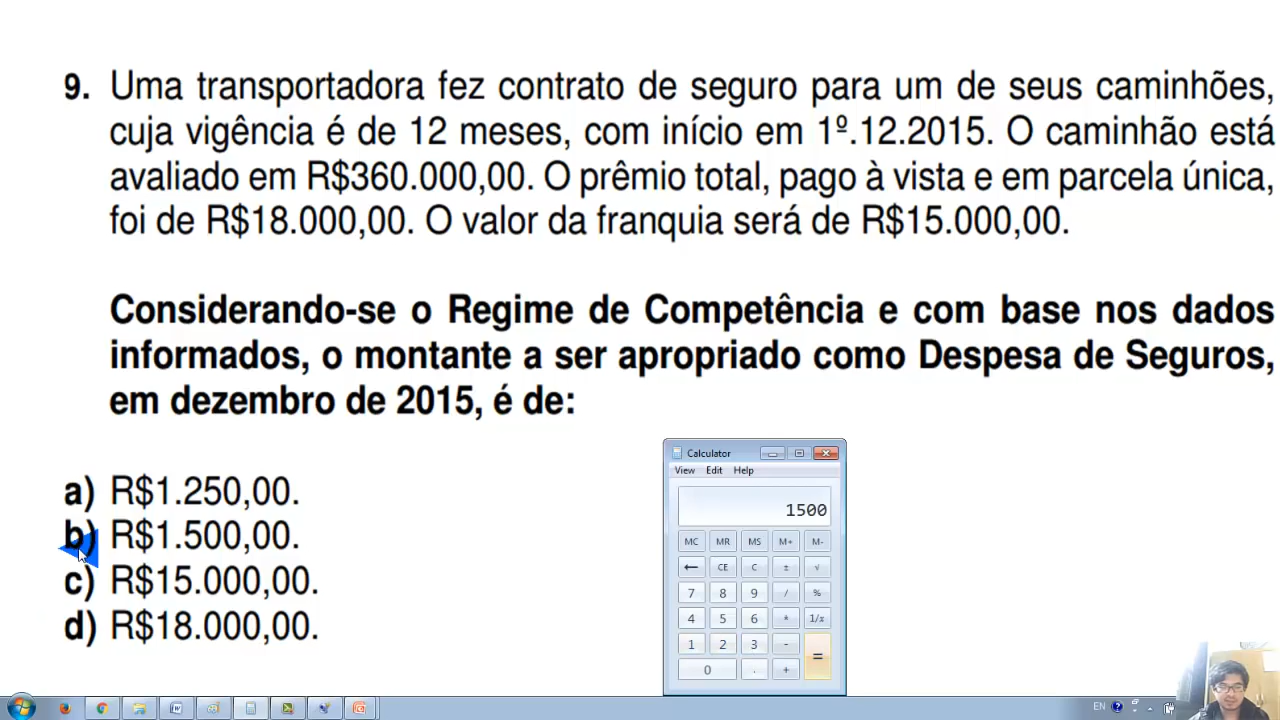 9. Uma transportadora fez contrato de seguro para um de seus caminhões,
cuja vigência é de 12 meses, com início em 1º.12.2015. O caminhão está
avaliado em R$360.000,00. O prêmio total, pago à vista e em parcela única,
foi de R$18.000,00. O valor da franquia será de R$15.000,00.
Considerando-se o Regime de Competência e com base nos dados
informados, o montante a ser apropriado como Despesa de Seguros,
em dezembro de 2015, é de:
a) R$1.250,00.
b) R$1.500,00.
c) R$15.000,00.
d) R$18.000,00.
Calculator
View Edit Help
1500
MC MR MS M+ M-
← CE C ± √
7 8 9 / %
4 5 6 * 1/x
1 2 3 - =
0 . +
EN